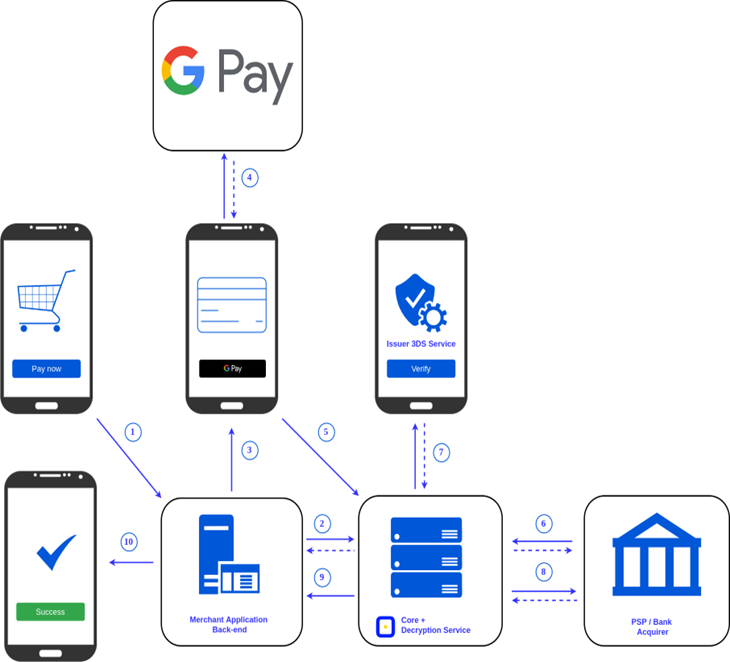 G Pay
4
Pay now
G Pay
Issuer 3DS Service
Verify
1
3
5
7
10
Success
2
9
6
8
Merchant Application
Back-end
Core +
Decryption Service
PSP / Bank
Acquirer